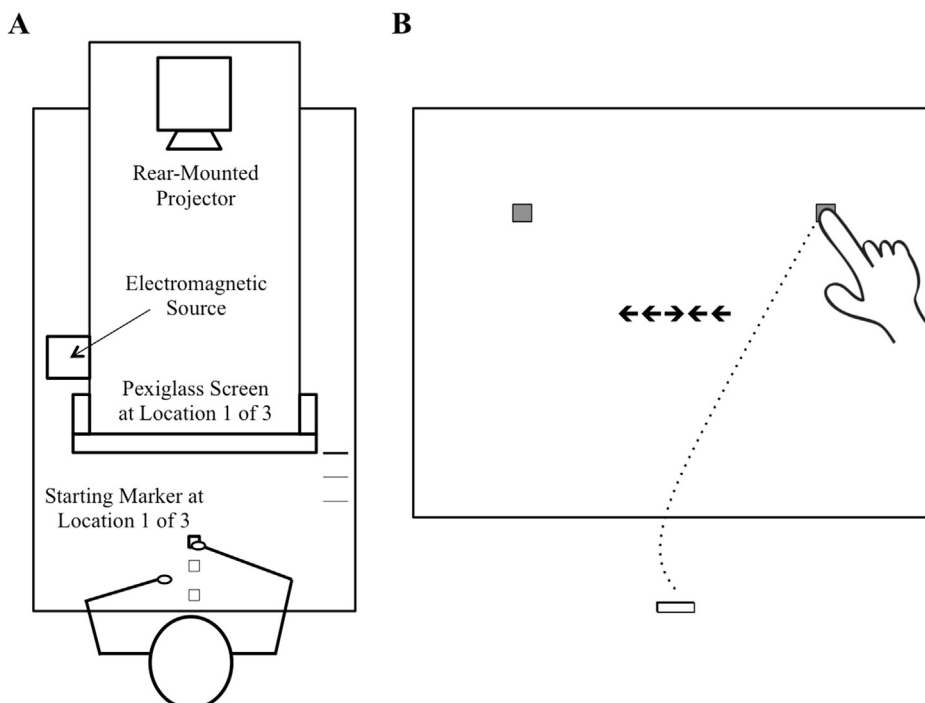 A
B
Rear-Mounted
Projector
Electromagnetic
Source
Pexiglass Screen
at Location 1 of 3
Starting Marker at
Location 1 of 3